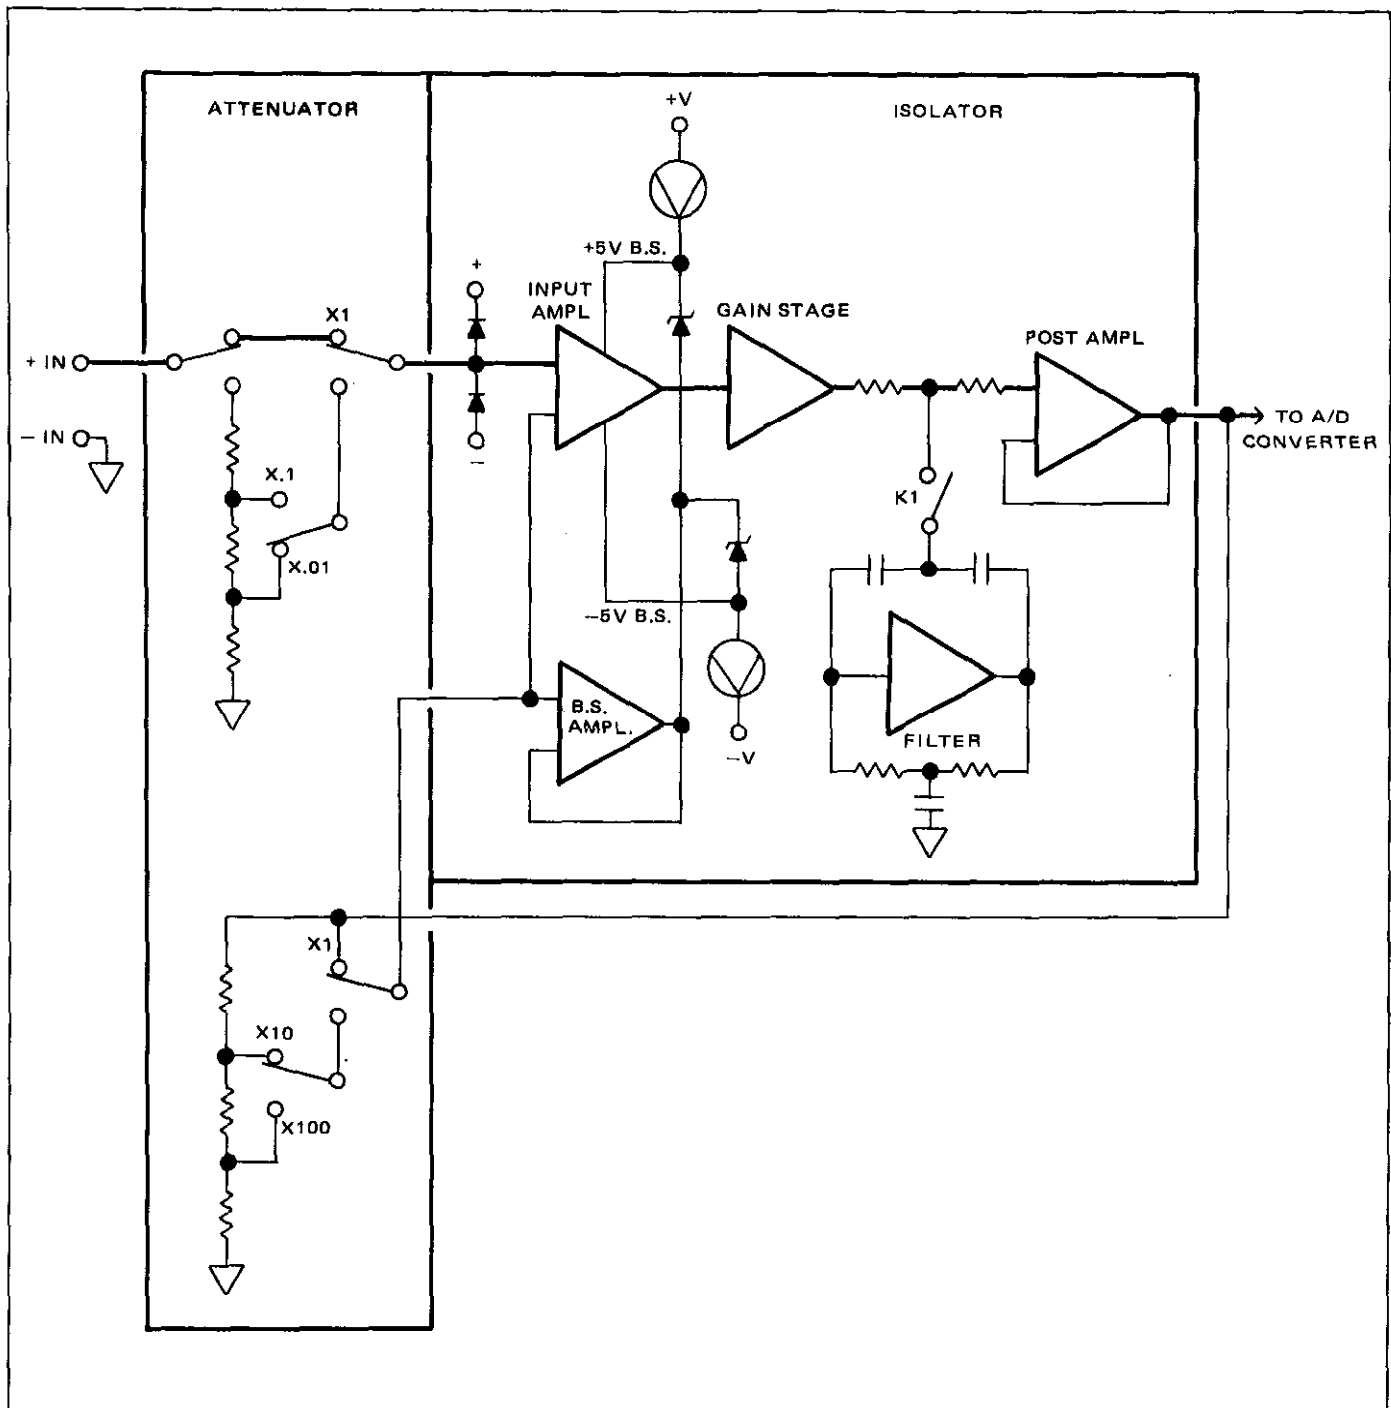 ATTENUATOR
ISOLATOR
+V
+5V B.S.
+
INPUT
AMPL
GAIN STAGE
X1
POST AMPL
+ IN
− IN
−
TO A/D
CONVERTER
X.1
K1
X.01
−5V B.S.
B.S.
AMPL.
FILTER
−V
X1
X10
X100